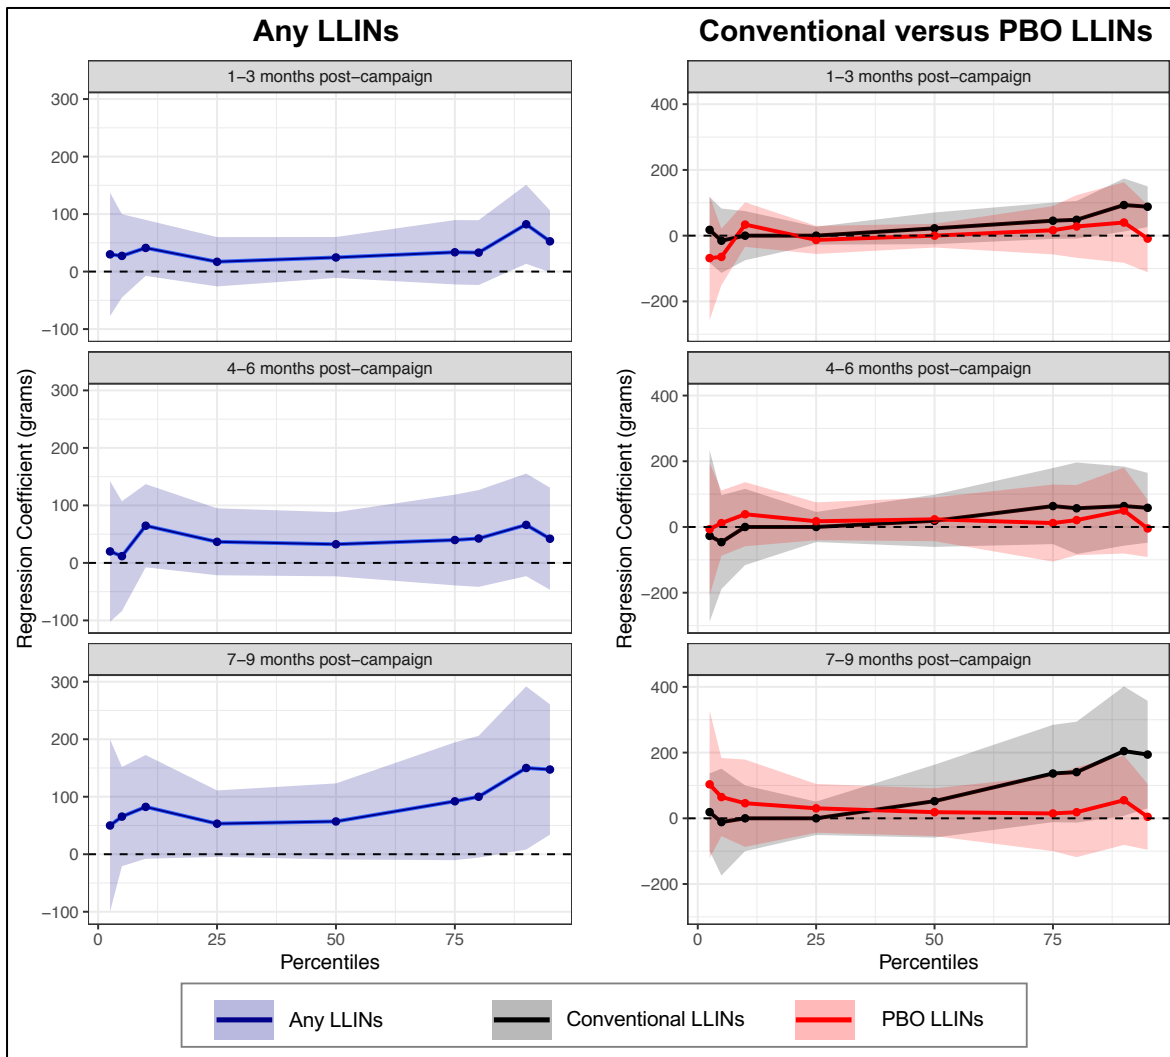 Any LLINs
Conventional versus PBO LLINs
1−3 months post−campaign
300
200
100
0
−100
4−6 months post−campaign
300
200
100
0
−100
7−9 months post−campaign
300
200
100
0
−100
0
25
50
75
Percentiles
Regression Coefficient (grams)
1−3 months post−campaign
400
200
0
−200
4−6 months post−campaign
400
200
0
−200
7−9 months post−campaign
400
200
0
−200
0
25
50
75
Percentiles
Regression Coefficient (grams)
Any LLINs
Conventional LLINs
PBO LLINs